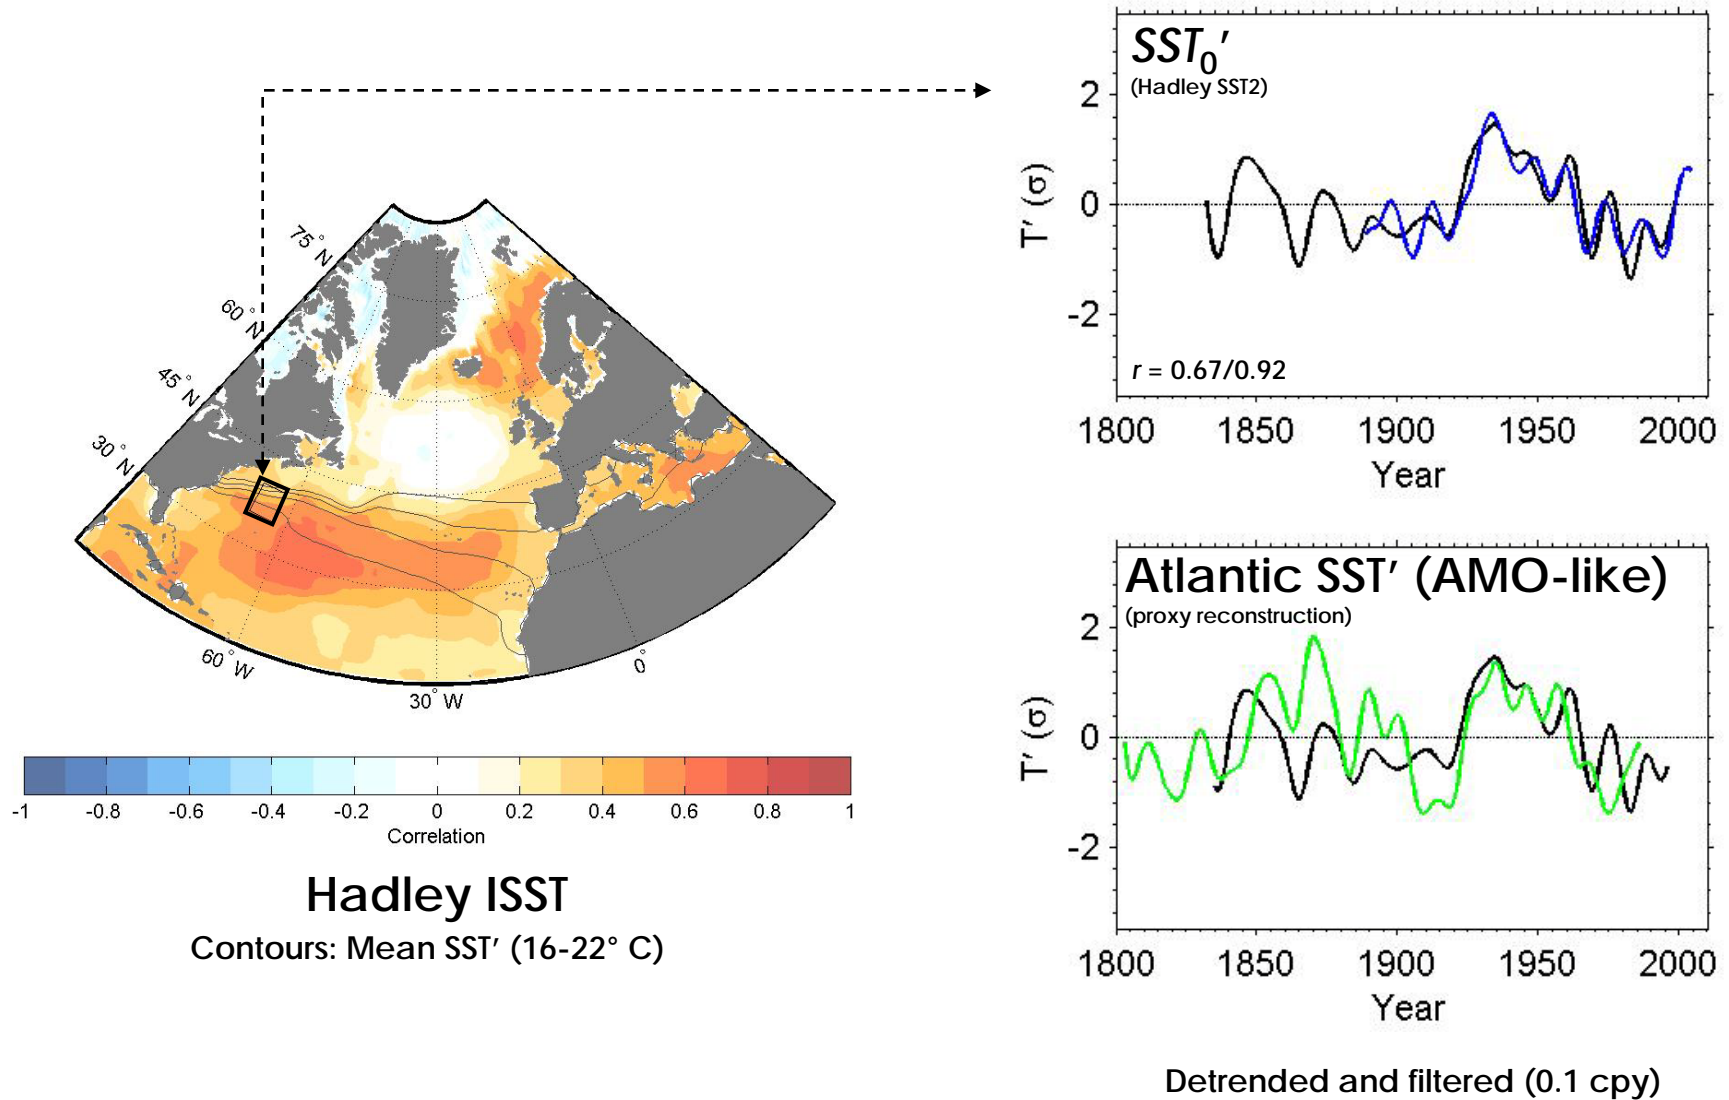 75° N
60° N
45° N
30° N
60° W
30° W
0°
-1 -0.8 -0.6 -0.4 -0.2 0 0.2 0.4 0.6 0.8 1
Correlation
Hadley ISST
Contours: Mean SST′ (16-22° C)
SST₀′
(Hadley SST2)
2
0
-2
T′ (σ)
r = 0.67/0.92
1800 1850 1900 1950 2000
Year
Atlantic SST′ (AMO-like)
(proxy reconstruction)
2
0
-2
T′ (σ)
1800 1850 1900 1950 2000
Year
Detrended and filtered (0.1 cpy)